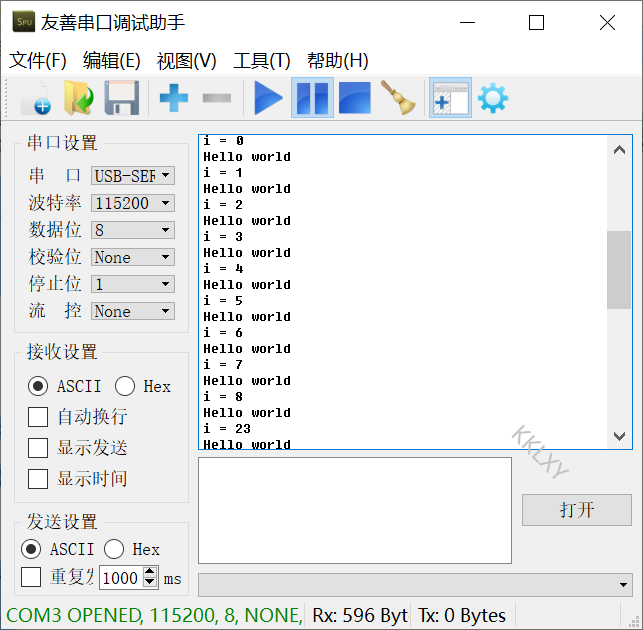 SPU 友善串口调试助手
文件(F) 编辑(E) 视图(V) 工具(T) 帮助(H)
串口设置
串 口 USB-SER
波特率 115200
数据位 8
校验位 None
停止位 1
流 控 None
接收设置
ASCII Hex
自动换行
显示发送
显示时间
发送设置
ASCII Hex
重复发 1000 ms
i = 0
Hello world
i = 1
Hello world
i = 2
Hello world
i = 3
Hello world
i = 4
Hello world
i = 5
Hello world
i = 6
Hello world
i = 7
Hello world
i = 8
Hello world
i = 23
Hello world
KKLXY
打开
COM3 OPENED, 115200, 8, NONE, Rx: 596 Byt Tx: 0 Bytes